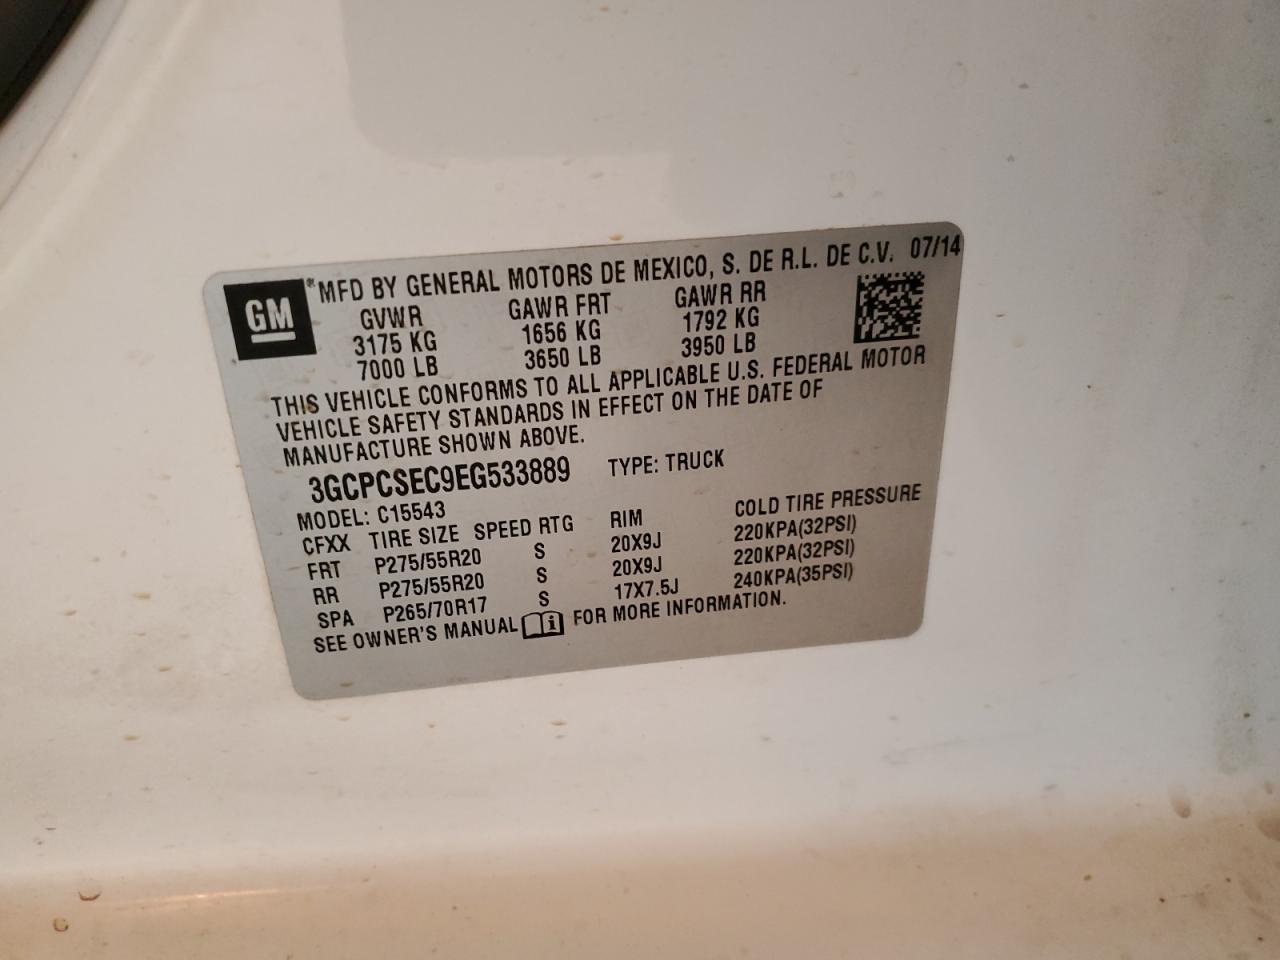 GM
® MFD BY GENERAL MOTORS DE MEXICO, S. DE R.L. DE C.V. 07/14
GVWR GAWR FRT GAWR RR
3175 KG 1656 KG 1792 KG
7000 LB 3650 LB 3950 LB
THIS VEHICLE CONFORMS TO ALL APPLICABLE U.S. FEDERAL MOTOR
VEHICLE SAFETY STANDARDS IN EFFECT ON THE DATE OF
MANUFACTURE SHOWN ABOVE.
3GCPCSEC9EG533889 TYPE: TRUCK
MODEL: C15543
CFXX TIRE SIZE SPEED RTG RIM COLD TIRE PRESSURE
FRT P275/55R20 S 20X9J 220KPA(32PSI)
RR P275/55R20 S 20X9J 220KPA(32PSI)
SPA P265/70R17 S 17X7.5J 240KPA(35PSI)
SEE OWNER'S MANUAL i FOR MORE INFORMATION.